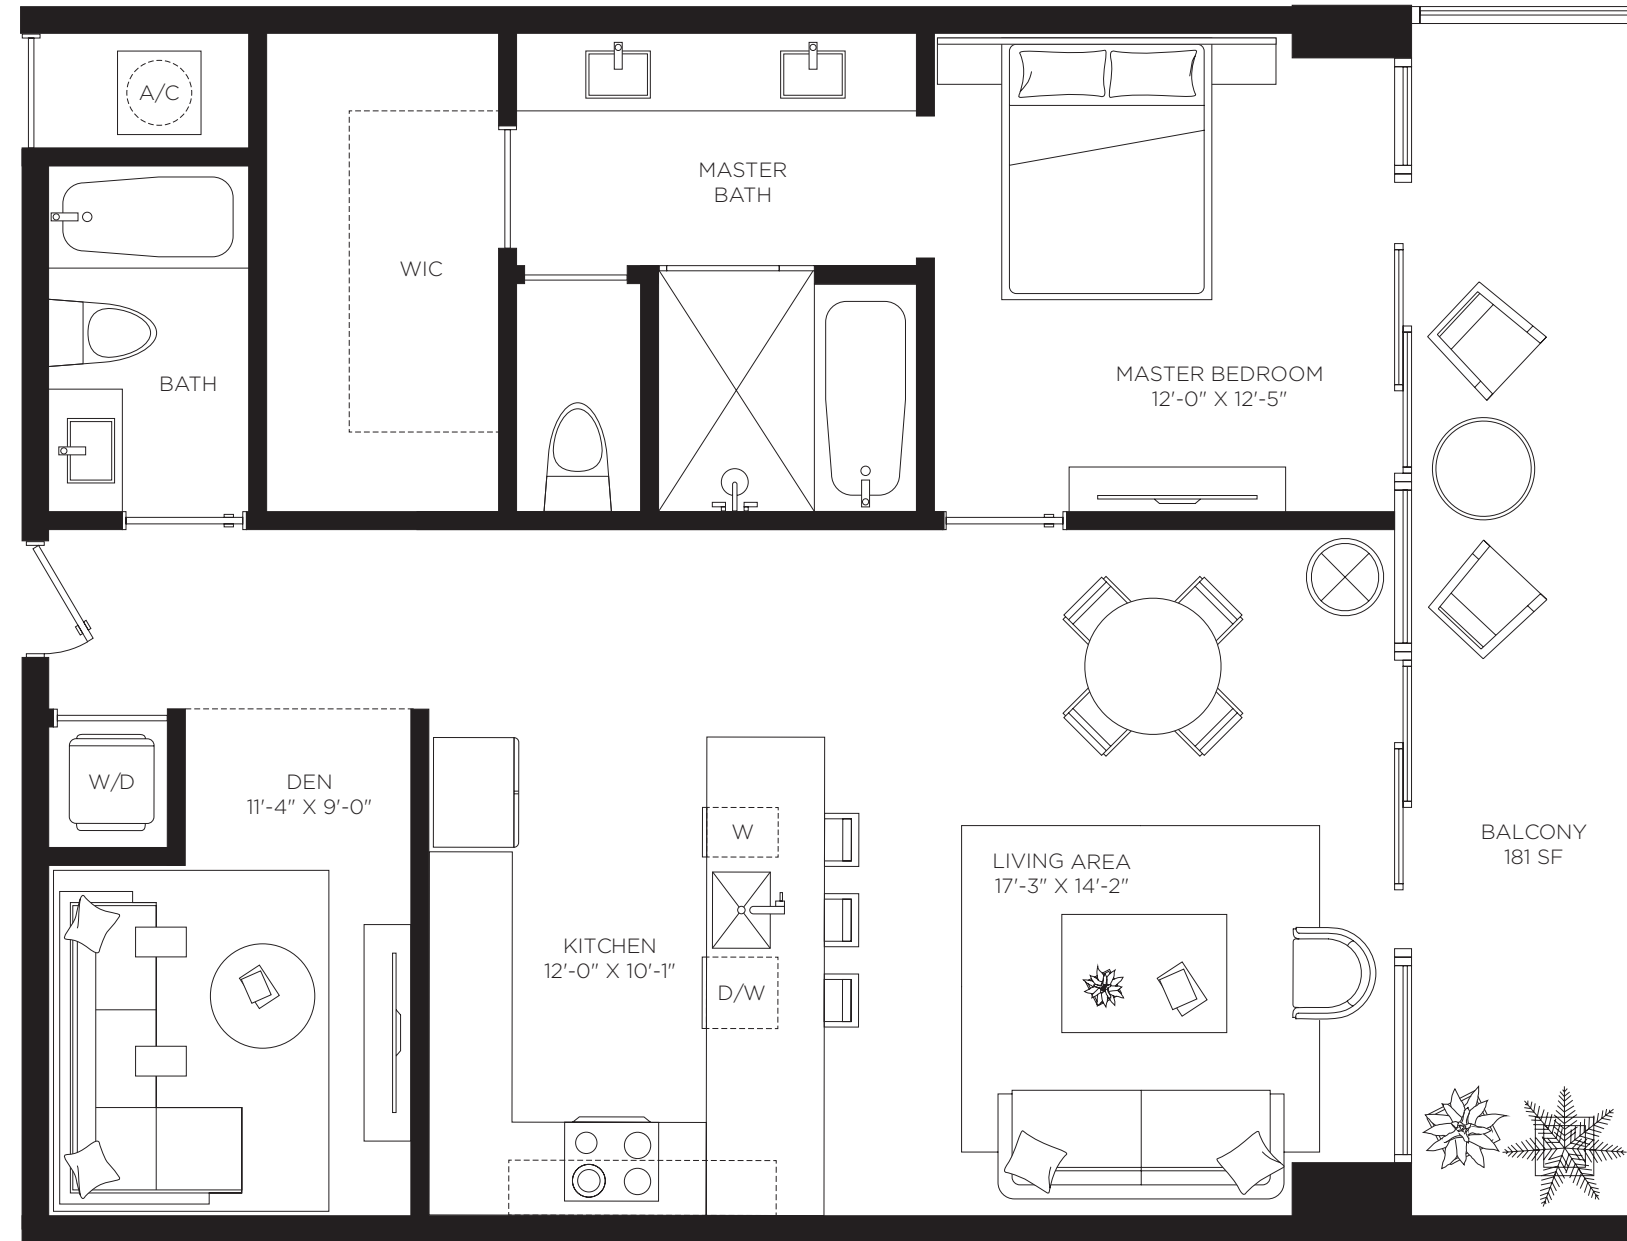 A/C
MASTER
BATH
WIC
BATH
MASTER BEDROOM
12'-0" X 12'-5"
W/D
DEN
11'-4" X 9'-0"
W
KITCHEN
12'-0" X 10'-1"
D/W
LIVING AREA
17'-3" X 14'-2"
BALCONY
181 SF